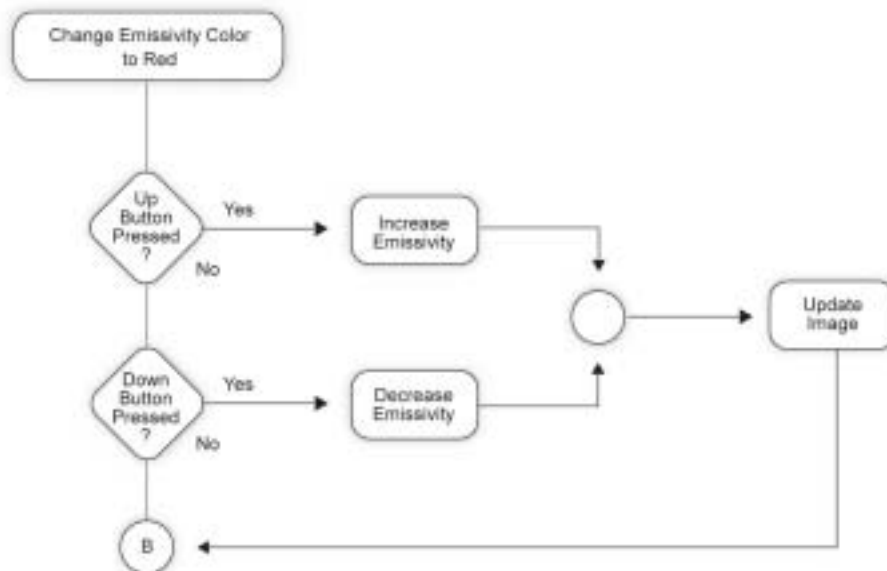 Change Emissivity Color
to Red
Up
Button
Pressed
?
Yes
No
Increase
Emissivity
Update
Image
Down
Button
Pressed
?
Yes
No
Decrease
Emissivity
B